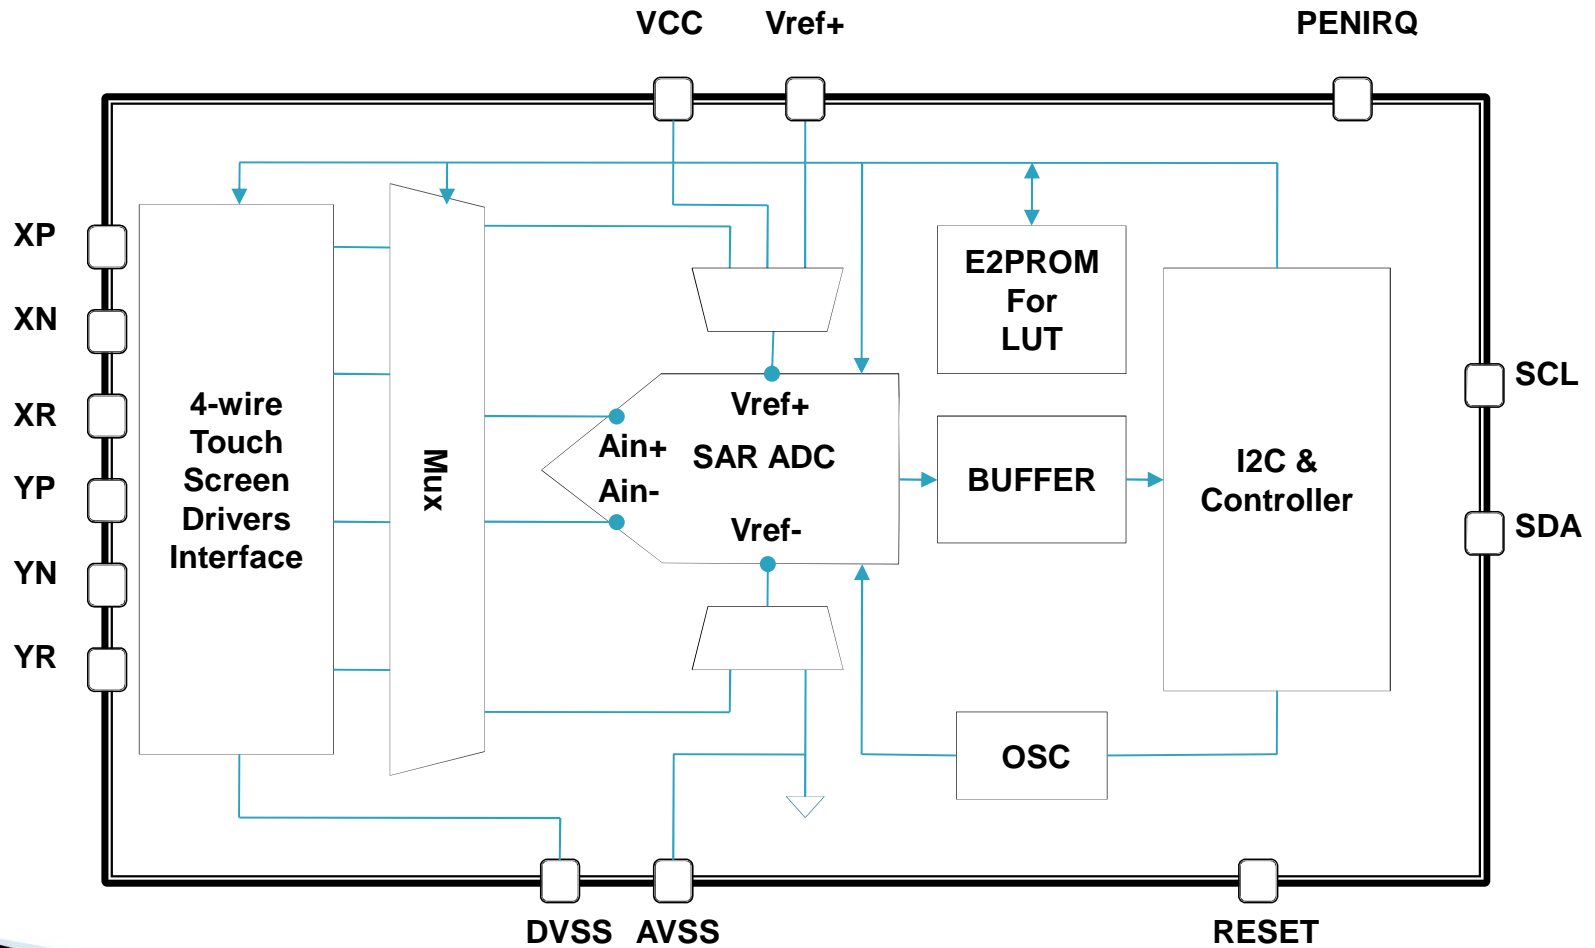 VCC
Vref+
PENIRQ
XP
XN
XR
YP
YN
YR
4-wire
Touch
Screen
Drivers
Interface
Mux
Vref+
Ain+
SAR ADC
Ain-
Vref-
E2PROM
For
LUT
BUFFER
I2C &
Controller
OSC
SCL
SDA
DVSS
AVSS
RESET